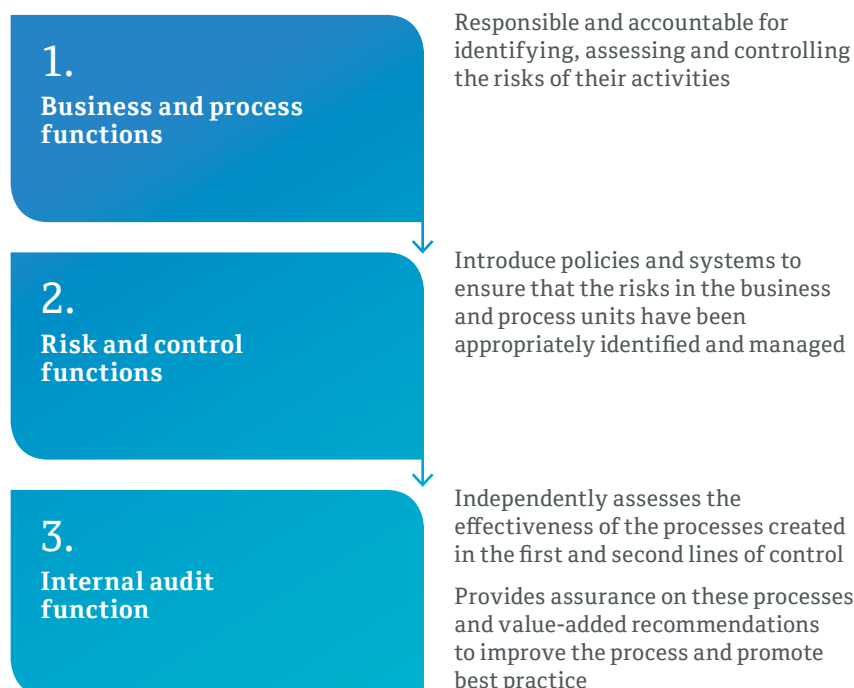 1.
Business and process
functions
Responsible and accountable for
identifying, assessing and controlling
the risks of their activities
2.
Risk and control
functions
Introduce policies and systems to
ensure that the risks in the business
and process units have been
appropriately identified and managed
3.
Internal audit
function
Independently assesses the
effectiveness of the processes created
in the first and second lines of control
Provides assurance on these processes
and value-added recommendations
to improve the process and promote
best practice